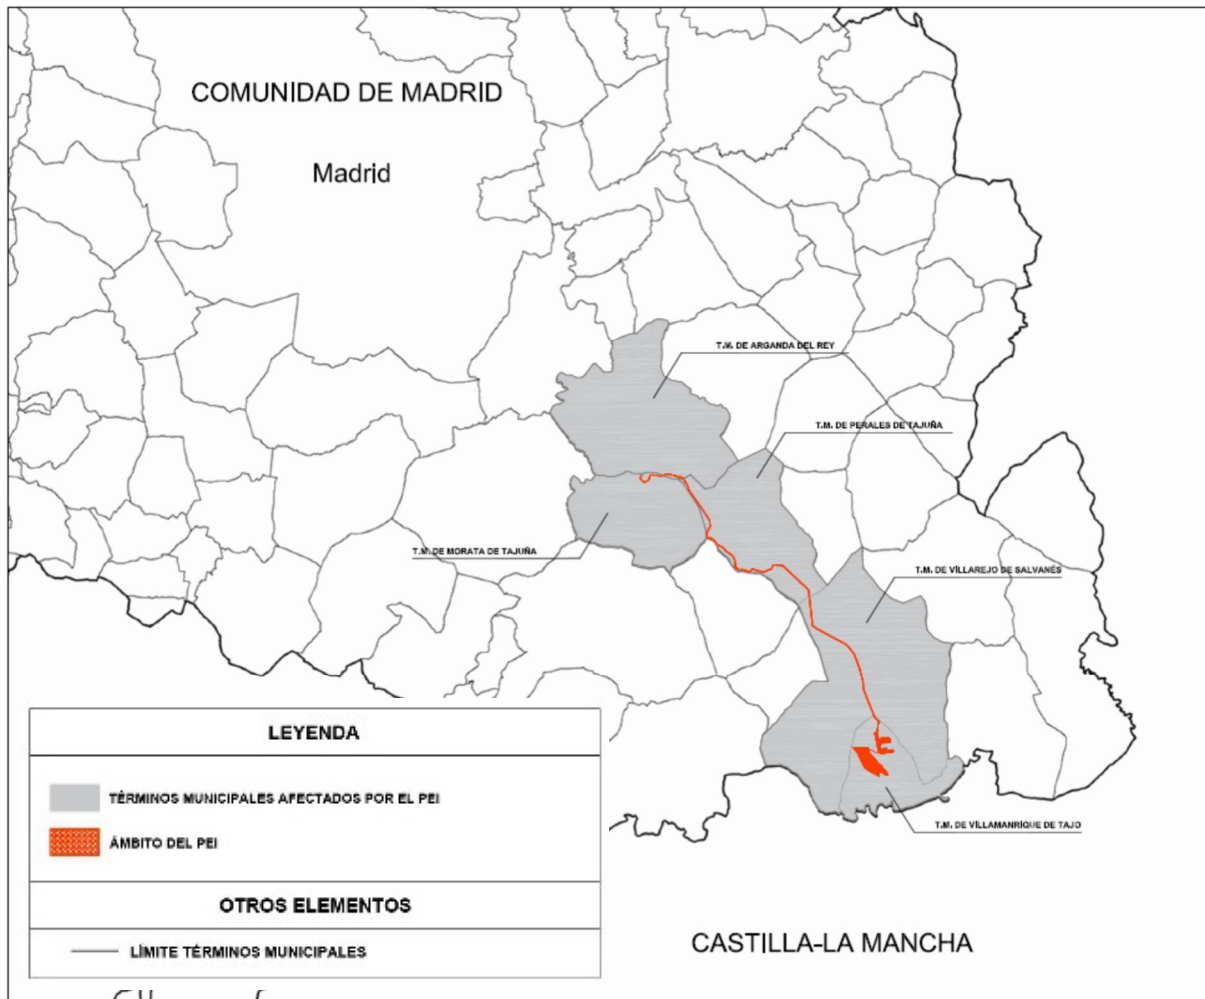 COMUNIDAD DE MADRID
Madrid
T.M. DE ARGANDA DEL REY
T.M. DE PERALES DE TAJUÑA
T.M. DE MORATA DE TAJUÑA
T.M. DE VILLAREJO DE SALVANÉS
LEYENDA
TÉRMINOS MUNICIPALES AFECTADOS POR EL PEI
ÁMBITO DEL PEI
T.M. DE VILLAMANRIQUE DE TAJO
OTROS ELEMENTOS
LÍMITE TÉRMINOS MUNICIPALES
CASTILLA-LA MANCHA